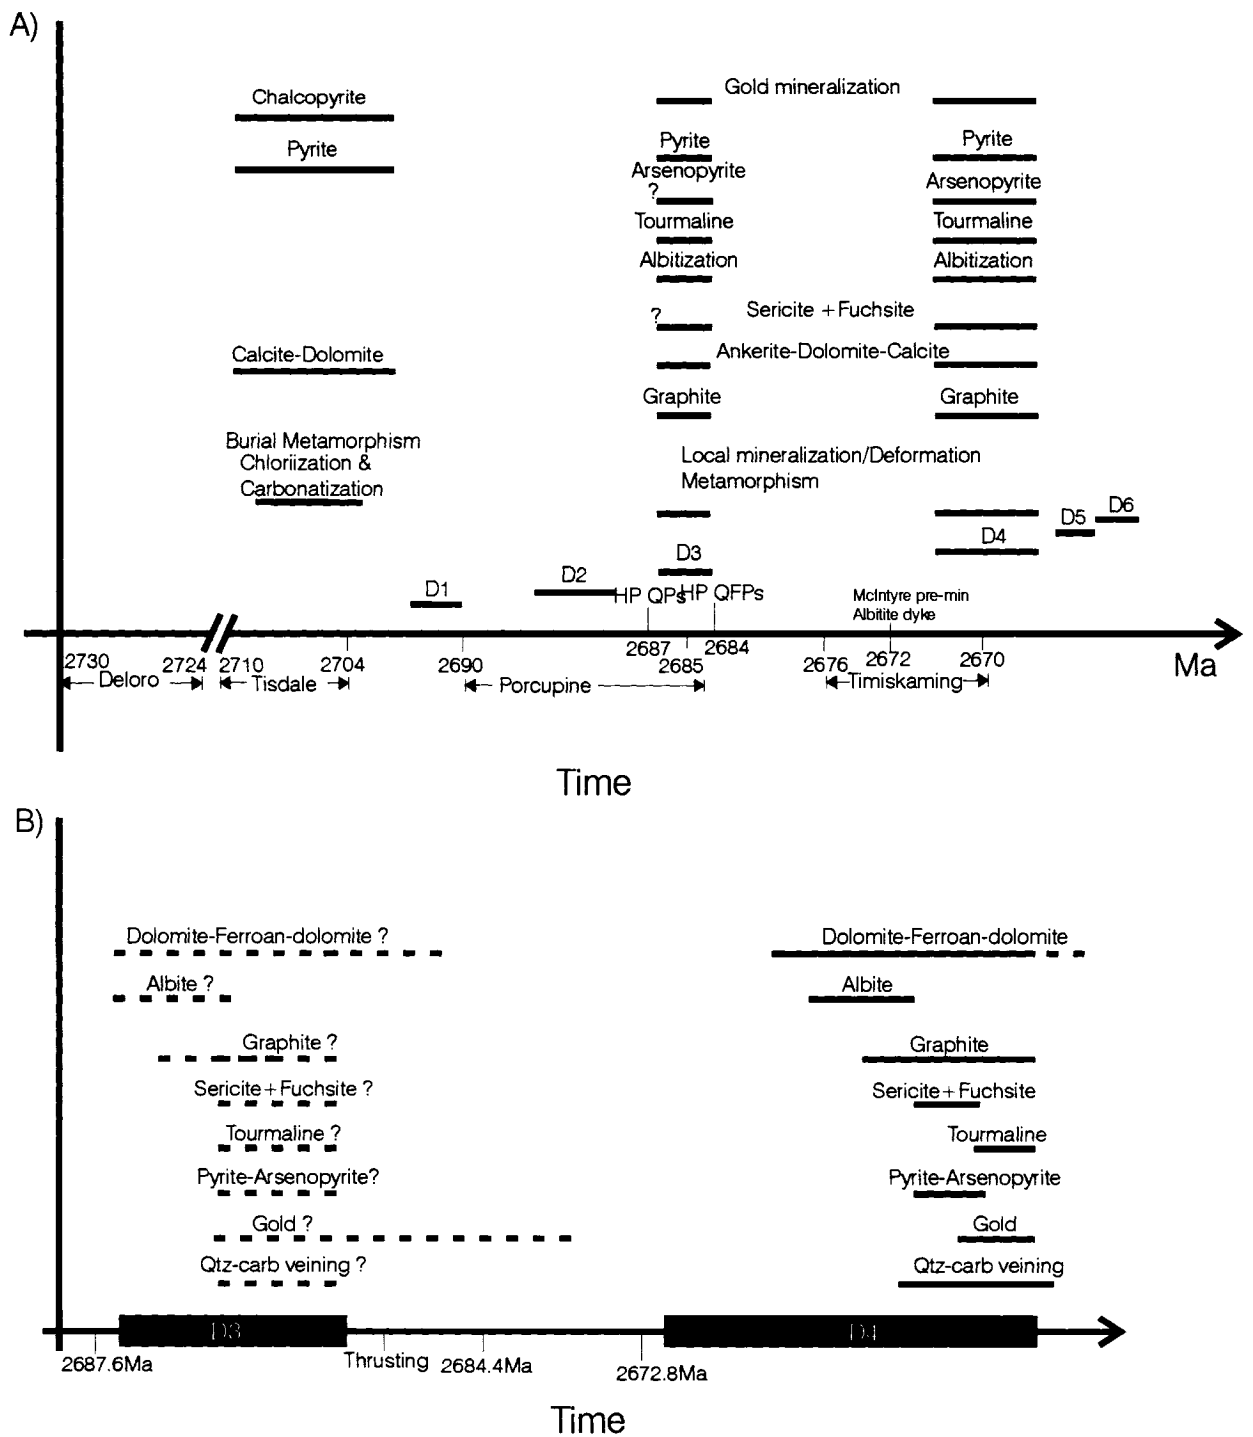 A)
Chalcopyrite
Pyrite
Calcite-Dolomite
Burial Metamorphism
Chloriization &
Carbonatization
Gold mineralization
Pyrite
Pyrite
Arsenopyrite
?
Arsenopyrite
Tourmaline
Tourmaline
Albitization
Albitization
?
Sericite + Fuchsite
Ankerite-Dolomite-Calcite
Graphite
Graphite
Local mineralization/Deformation
Metamorphism
D1
D2
D3
D4
D5
D6
HP QPs
HP QFPs
McIntyre pre-min
Albitite dyke
2730
2724
2710
2704
2690
2687
2685
2684
2676
2672
2670
Ma
Deloro
Tisdale
Porcupine
Timiskaming
Time
B)
Dolomite-Ferroan-dolomite ?
Dolomite-Ferroan-dolomite
Albite ?
Albite
Graphite ?
Graphite
Sericite+Fuchsite ?
Sericite+Fuchsite
Tourmaline ?
Tourmaline
Pyrite-Arsenopyrite?
Pyrite-Arsenopyrite
Gold ?
Gold
Qtz-carb veining ?
Qtz-carb veining
D3
D4
2687.6Ma
Thrusting
2684.4Ma
2672.8Ma
Time